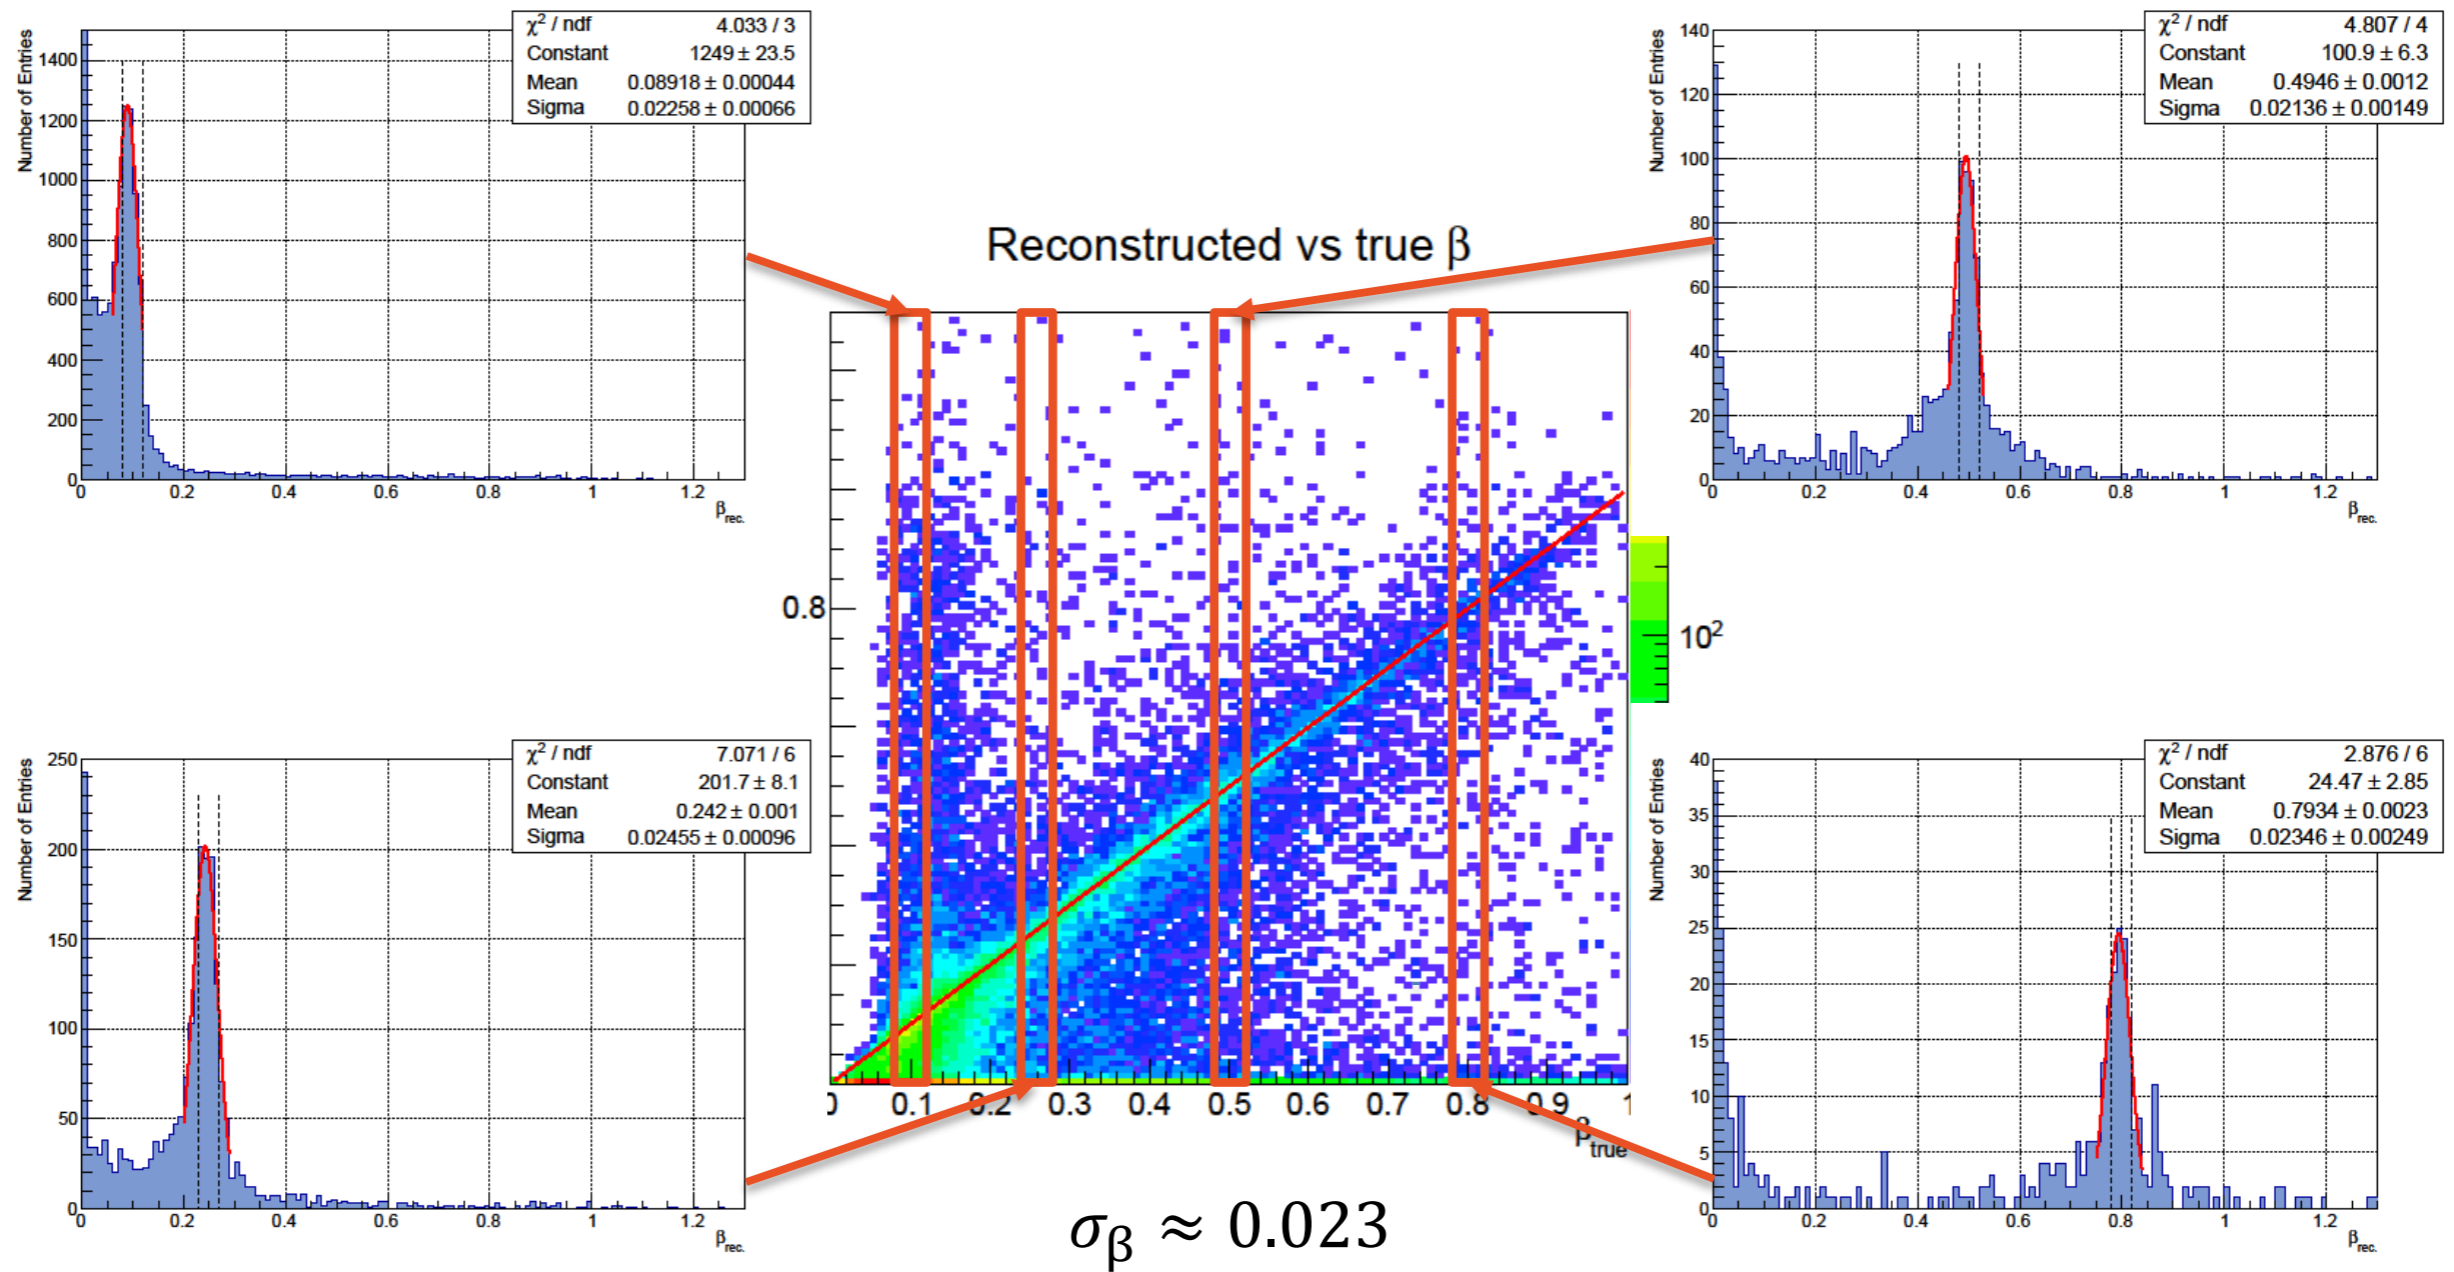 χ² / ndf 4.033 / 3
Constant 1249 ± 23.5
Mean 0.08918 ± 0.00044
Sigma 0.02258 ± 0.00066
Number of Entries
1400
1200
1000
800
600
400
200
0
0 0.2 0.4 0.6 0.8 1 1.2
βrec.
χ² / ndf 4.807 / 4
Constant 100.9 ± 6.3
Mean 0.4946 ± 0.0012
Sigma 0.02136 ± 0.00149
Number of Entries
140
120
100
80
60
40
20
0
0 0.2 0.4 0.6 0.8 1 1.2
βrec.
Reconstructed vs true β
0.8
10²
0 0.1 0.2 0.3 0.4 0.5 0.6 0.7 0.8 0.9 1
βtrue
χ² / ndf 7.071 / 6
Constant 201.7 ± 8.1
Mean 0.242 ± 0.001
Sigma 0.02455 ± 0.00096
Number of Entries
250
200
150
100
50
0
0 0.2 0.4 0.6 0.8 1 1.2
βrec.
χ² / ndf 2.876 / 6
Constant 24.47 ± 2.85
Mean 0.7934 ± 0.0023
Sigma 0.02346 ± 0.00249
Number of Entries
40
35
30
25
20
15
10
5
0
0 0.2 0.4 0.6 0.8 1 1.2
βrec.
σβ ≈ 0.023